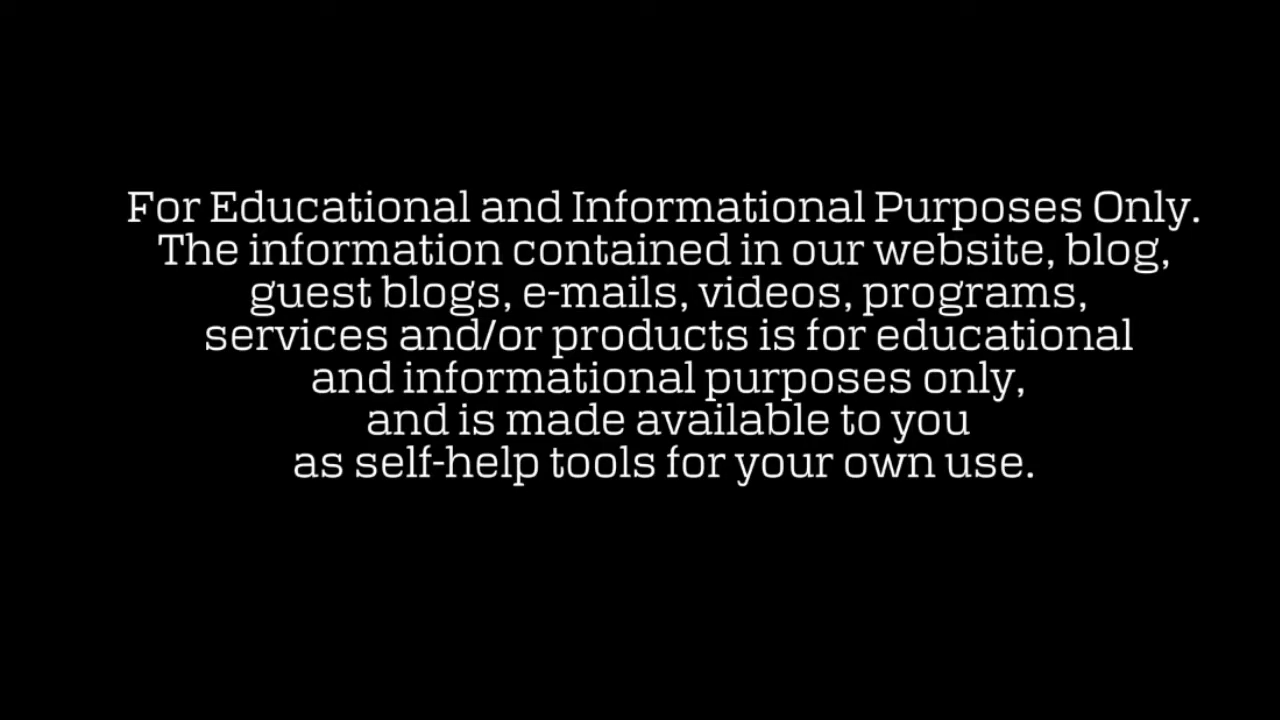 For Educational and Informational Purposes Only.
The information contained in our website, blog,
guest blogs, e-mails, videos, programs,
services and/or products is for educational
and informational purposes only,
and is made available to you
as self-help tools for your own use.